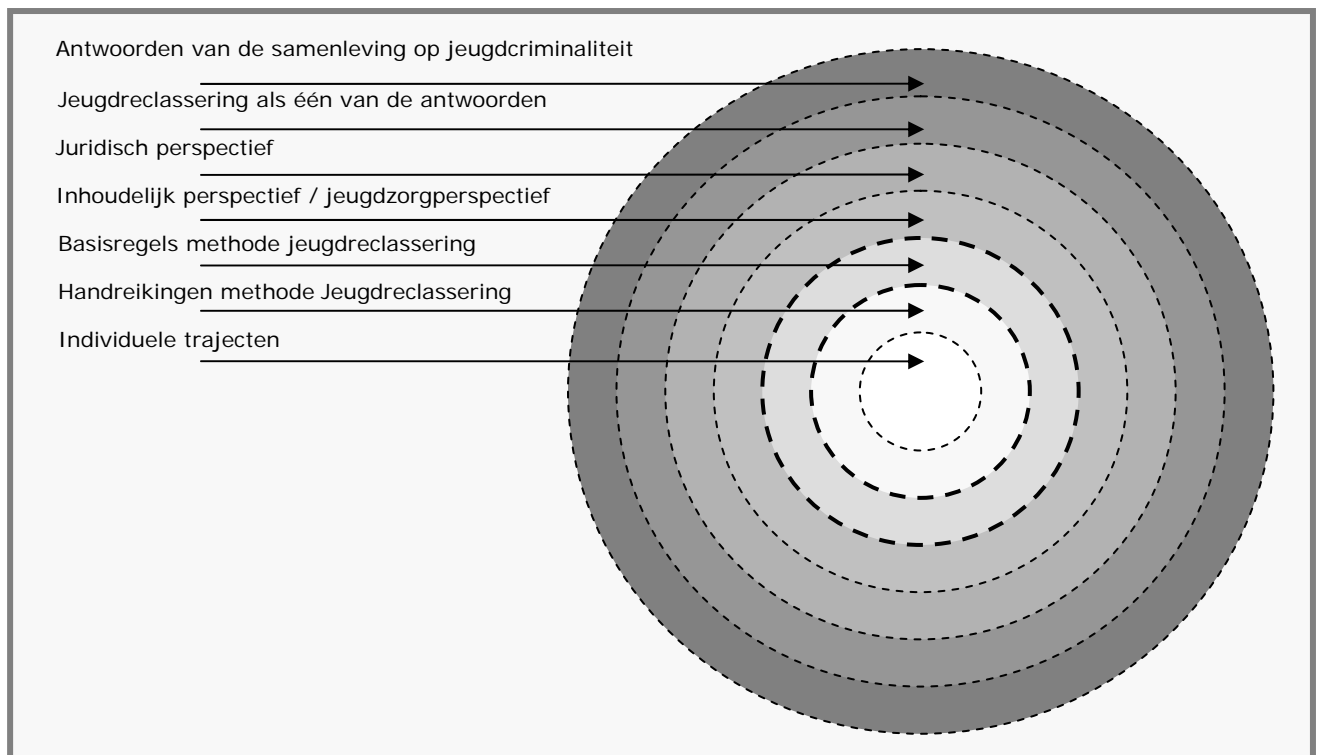 Antwoorden van de samenleving op jeugdcriminaliteit
Jeugdreclassering als één van de antwoorden
Juridisch perspectief
Inhoudelijk perspectief / jeugdzorgperspectief
Basisregels methode jeugdreclassering
Handreikingen methode Jeugdreclassering
Individuele trajecten